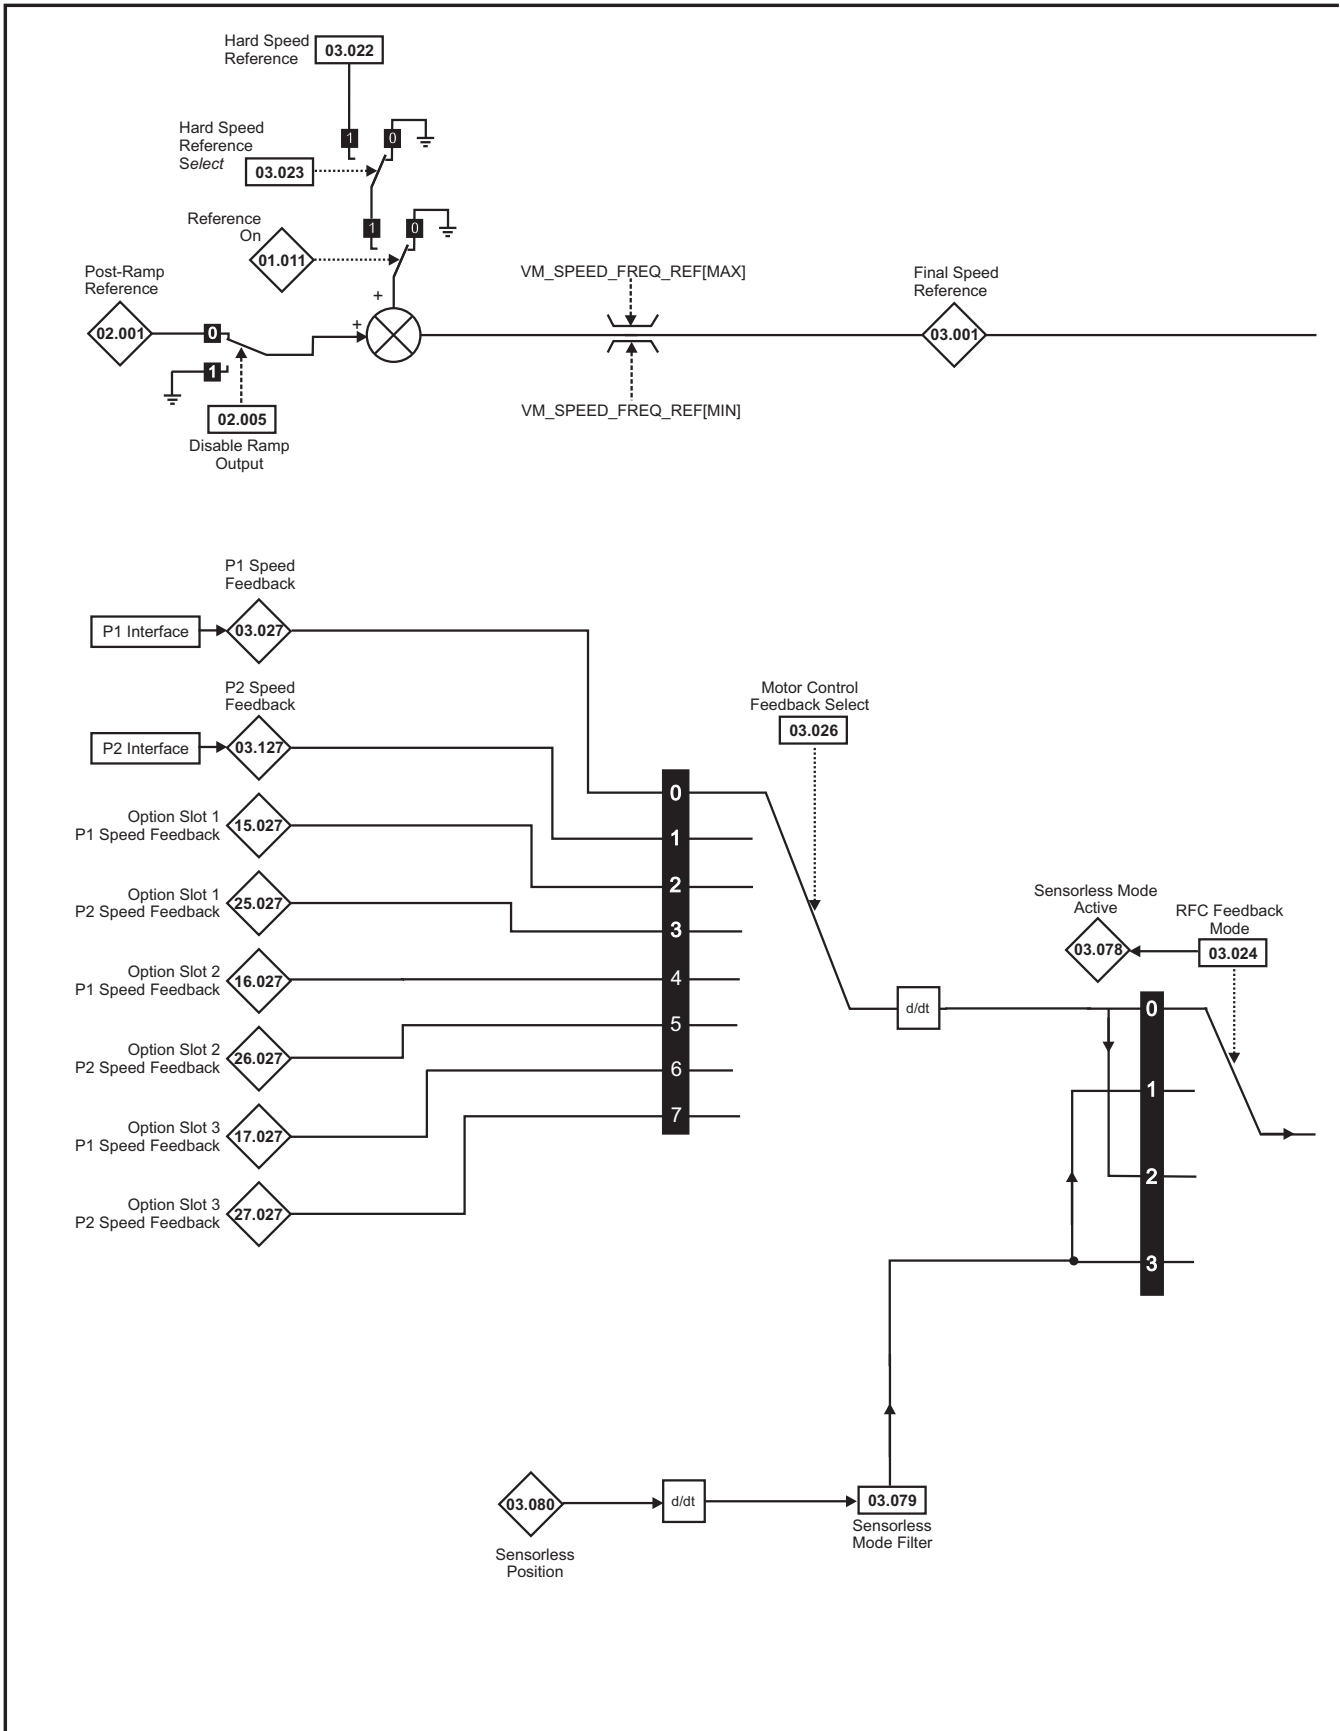 Hard Speed
Reference
03.022
1
0
Hard Speed
Reference
Select
03.023
1
0
Reference
On
01.011
+
Post-Ramp
Reference
02.001
0
+
1
02.005
Disable Ramp
Output
VM_SPEED_FREQ_REF[MAX]
VM_SPEED_FREQ_REF[MIN]
Final Speed
Reference
03.001
P1 Speed
Feedback
P1 Interface
03.027
P2 Speed
Feedback
P2 Interface
03.127
Option Slot 1
P1 Speed Feedback
15.027
Option Slot 1
P2 Speed Feedback
25.027
Option Slot 2
P1 Speed Feedback
16.027
Option Slot 2
P2 Speed Feedback
26.027
Option Slot 3
P1 Speed Feedback
17.027
Option Slot 3
P2 Speed Feedback
27.027
0
1
2
3
4
5
6
7
Motor Control
Feedback Select
03.026
d/dt
Sensorless Mode
Active
03.078
RFC Feedback
Mode
03.024
0
1
2
3
03.080
Sensorless
Position
d/dt
03.079
Sensorless
Mode Filter